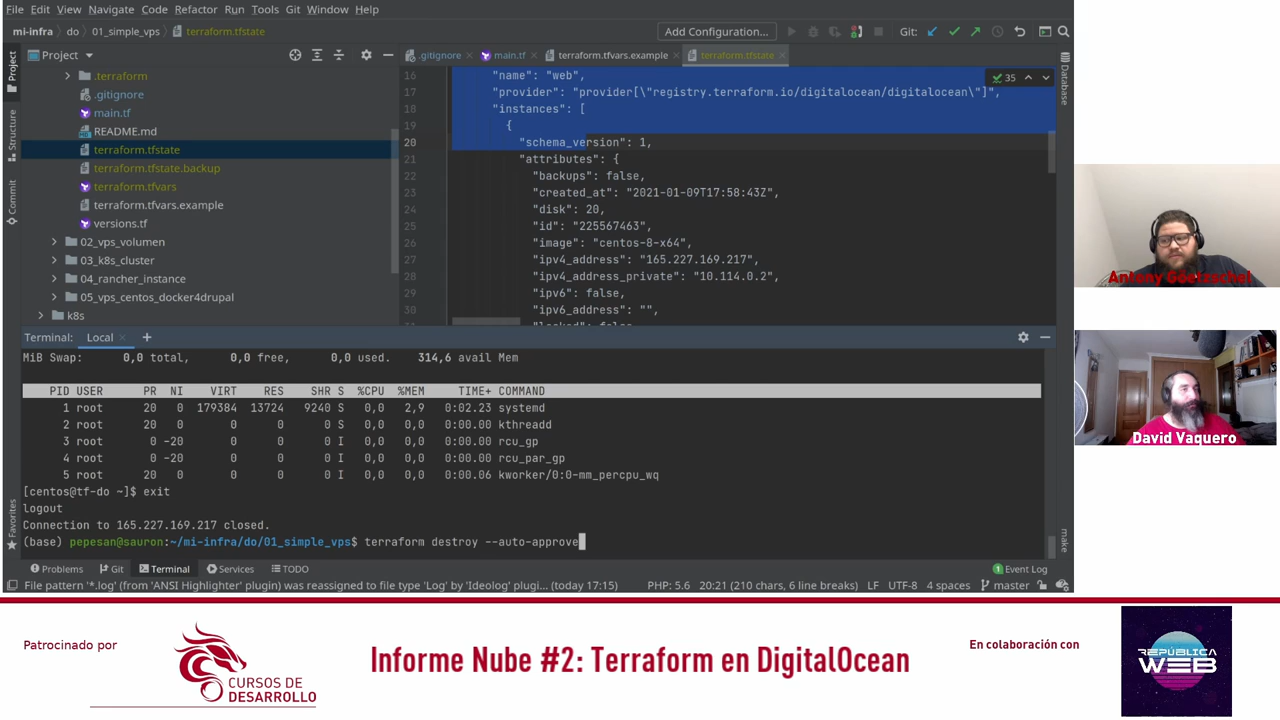 File Edit View Navigate Code Refactor Run Tools Git Window Help
mi-infra do 01_simple_vps terraform.tfstate
Add Configuration...
Git:
Project
.gitignore
main.tf
terraform.tfvars.example
terraform.tfstate
Project
Structure
Commit
Favorites
Database
make
.terraform
.gitignore
main.tf
README.md
terraform.tfstate
terraform.tfstate.backup
terraform.tfvars
terraform.tfvars.example
versions.tf
02_vps_volumen
03_k8s_cluster
04_rancher_instance
05_vps_centos_docker4drupal
k8s
35
16 "name": "web",
17 "provider": "provider[\"registry.terraform.io/digitalocean/digitalocean\"]",
18 "instances": [
19 {
20 "schema_version": 1,
21 "attributes": {
22 "backups": false,
23 "created_at": "2021-01-09T17:58:43Z",
24 "disk": 20,
25 "id": "225567463",
26 "image": "centos-8-x64",
27 "ipv4_address": "165.227.169.217",
28 "ipv4_address_private": "10.114.0.2",
29 "ipv6": false,
30 "ipv6_address": "",
Terminal: Local +
MiB Swap: 0,0 total, 0,0 free, 0,0 used. 314,6 avail Mem
PID USER PR NI VIRT RES SHR S %CPU %MEM TIME+ COMMAND
1 root 20 0 179384 13724 9240 S 0,0 2,9 0:02.23 systemd
2 root 20 0 0 0 0 S 0,0 0,0 0:00.00 kthreadd
3 root 0 -20 0 0 0 I 0,0 0,0 0:00.00 rcu_gp
4 root 0 -20 0 0 0 I 0,0 0,0 0:00.00 rcu_par_gp
5 root 20 0 0 0 0 I 0,0 0,0 0:00.06 kworker/0:0-mm_percpu_wq
[centos@tf-do ~]$ exit
logout
Connection to 165.227.169.217 closed.
(base) pepesan@sauron:~/mi-infra/do/01_simple_vps$ terraform destroy --auto-approve
Problems Git Terminal Services TODO
1 Event Log
File pattern '*.log' (from 'ANSI Highlighter' plugin) was reassigned to file type 'Log' by 'Ideolog' plugi... (today 17:15)
PHP: 5.6 20:21 (210 chars, 6 line breaks) LF UTF-8 4 spaces master
Antony Goetzschel
David Vaquero
Patrocinado por
CURSOS DE DESARROLLO
Informe Nube #2: Terraform en DigitalOcean
En colaboración con
REPÚBLICA
WEB